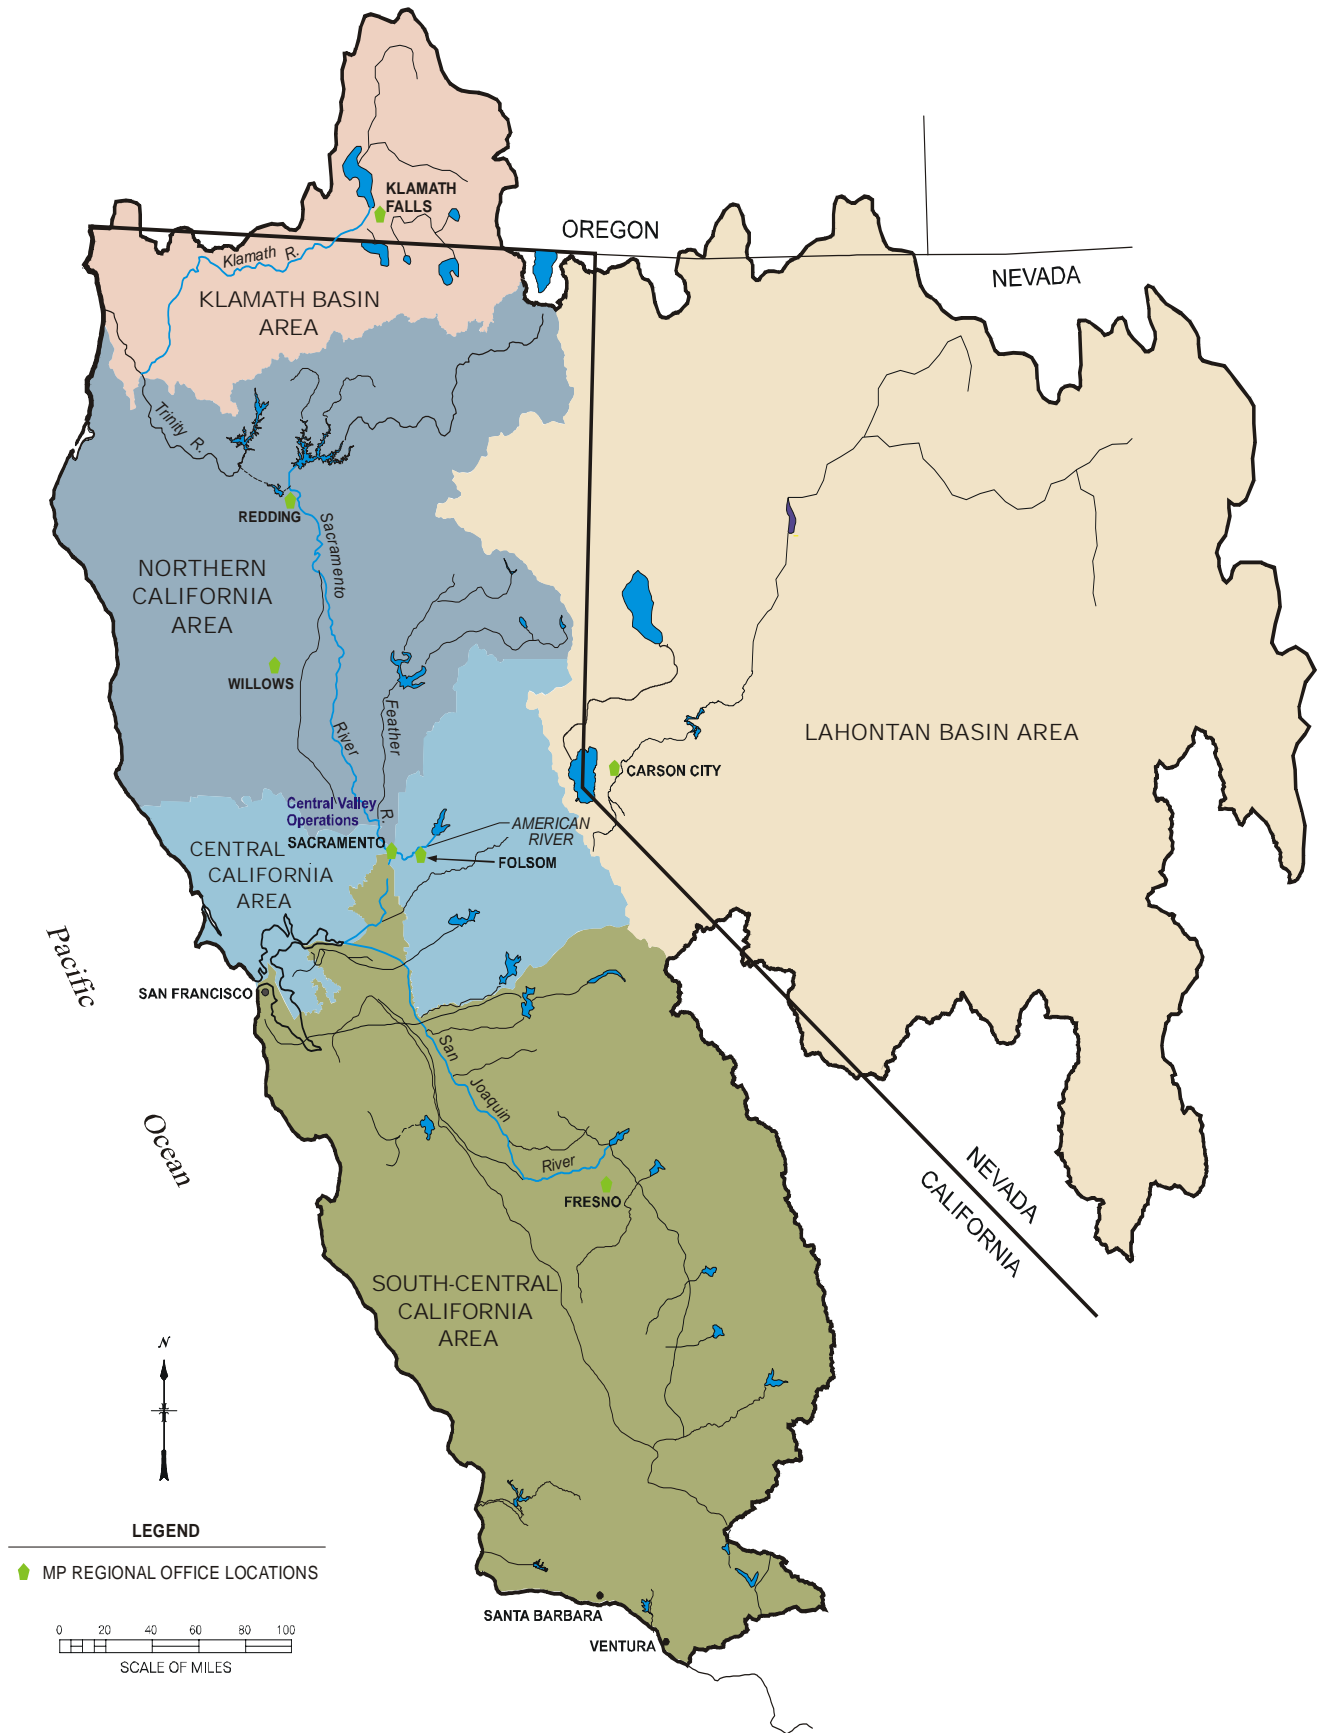 KLAMATH
FALLS
OREGON
NEVADA
Klamath R.
KLAMATH BASIN
AREA
Trinity R.
REDDING
Sacramento
River
NORTHERN
CALIFORNIA
AREA
WILLOWS
Feather
R.
LAHONTAN BASIN AREA
CARSON CITY
Central Valley
Operations
SACRAMENTO
AMERICAN
RIVER
FOLSOM
CENTRAL
CALIFORNIA
AREA
Pacific
Ocean
SAN FRANCISCO
San
Joaquin
River
FRESNO
NEVADA
CALIFORNIA
SOUTH-CENTRAL
CALIFORNIA
AREA
N
LEGEND
MP REGIONAL OFFICE LOCATIONS
0 20 40 60 80 100
SCALE OF MILES
SANTA BARBARA
VENTURA